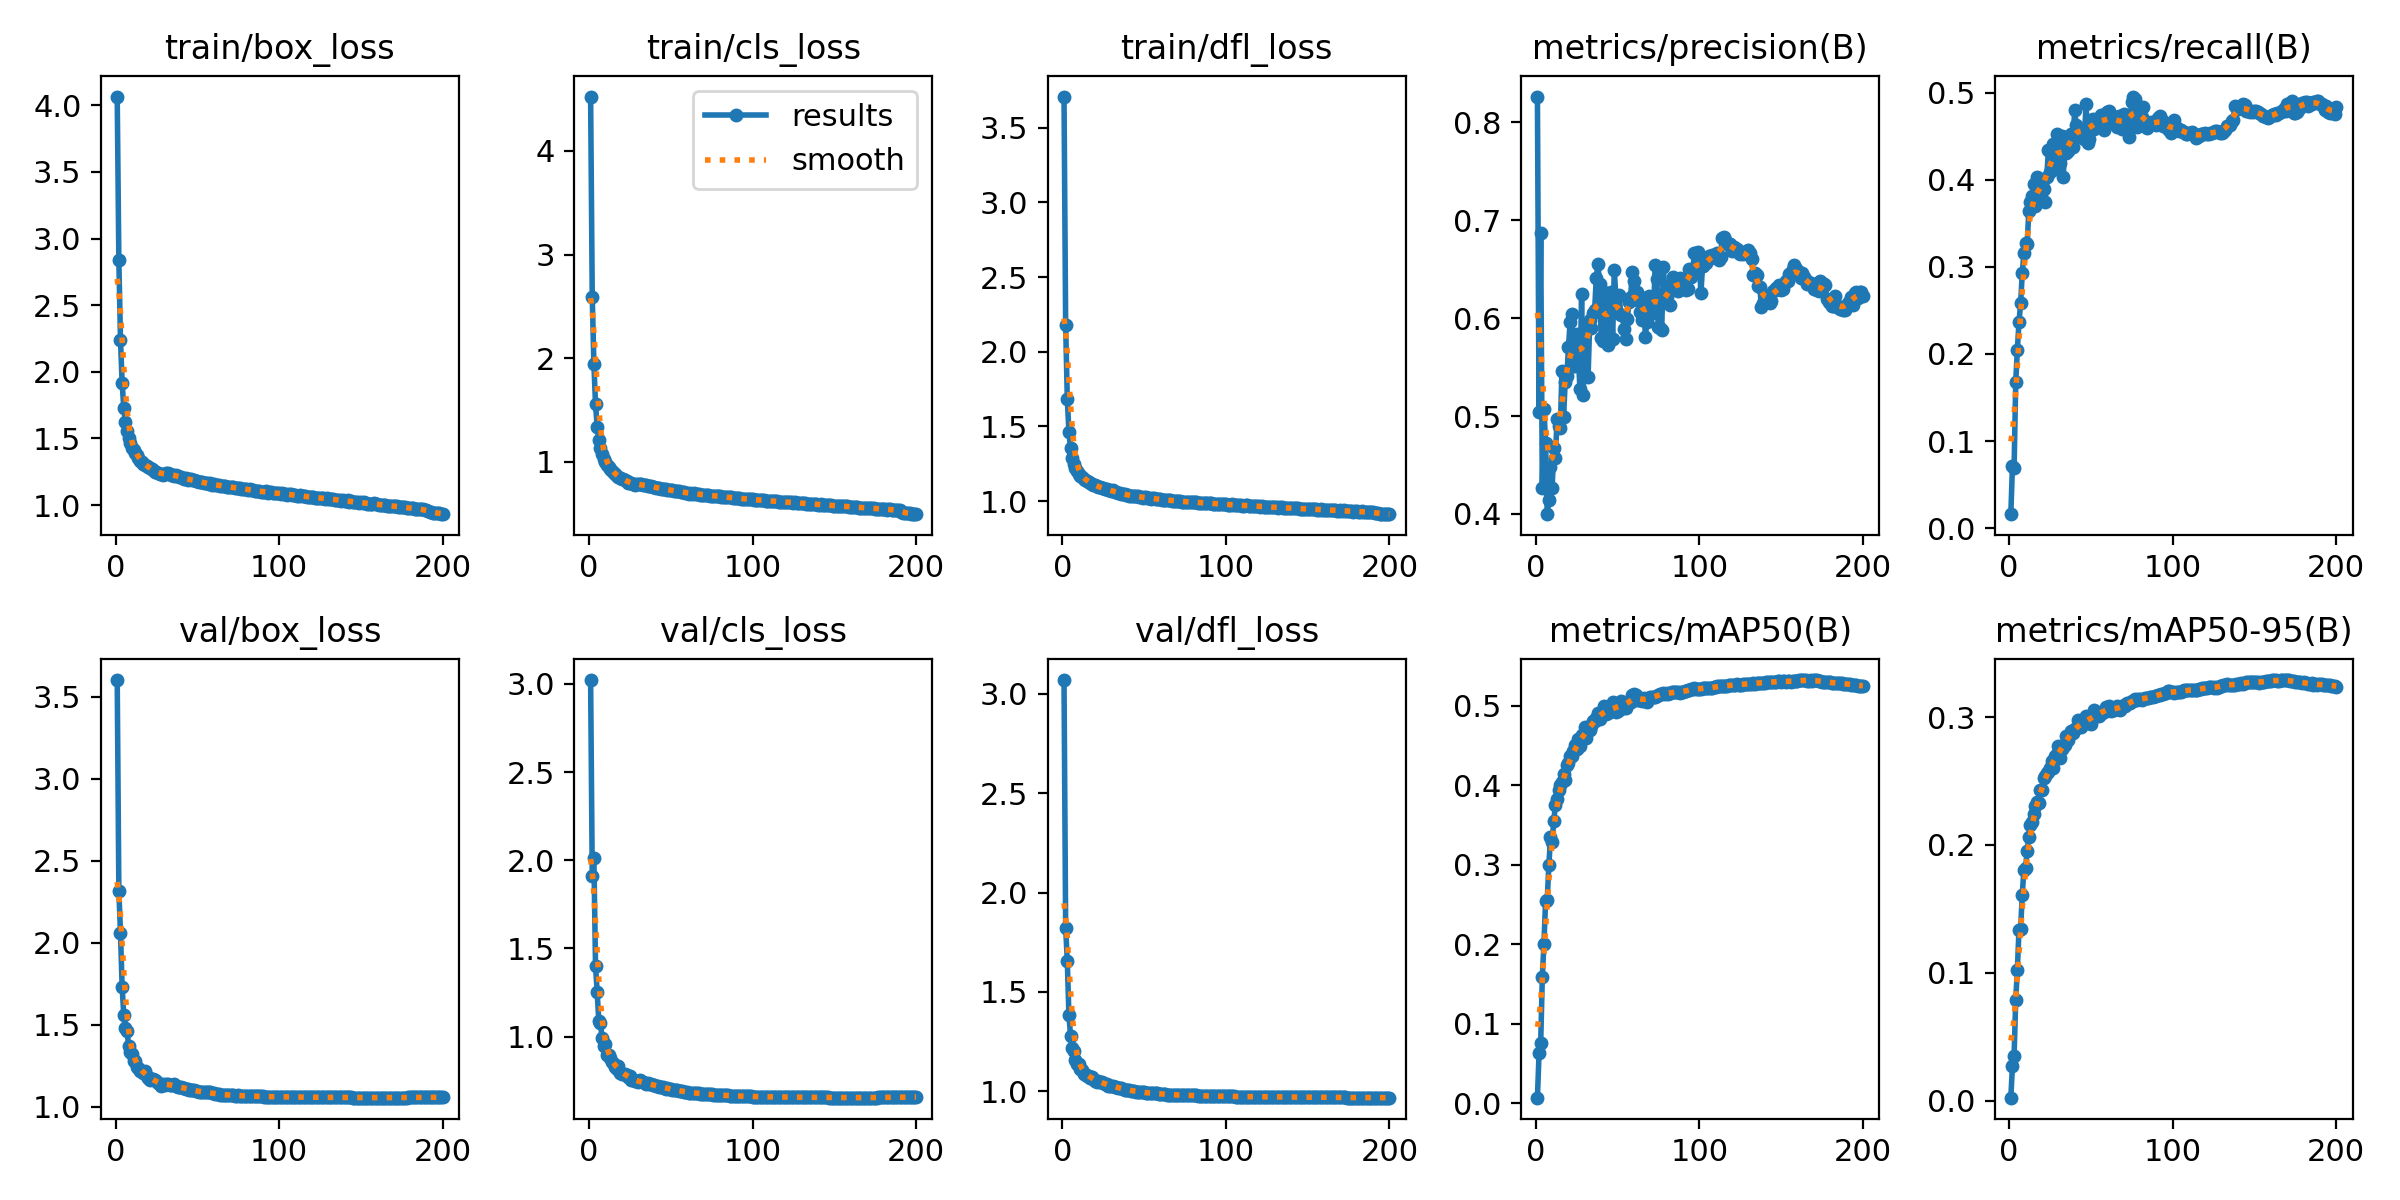 train/box_loss
4.0
3.5
3.0
2.5
2.0
1.5
1.0
0 100 200
train/cls_loss
results
smooth
4
3
2
1
0 100 200
train/dfl_loss
3.5
3.0
2.5
2.0
1.5
1.0
0 100 200
metrics/precision(B)
0.8
0.7
0.6
0.5
0.4
0 100 200
metrics/recall(B)
0.5
0.4
0.3
0.2
0.1
0.0
0 100 200
val/box_loss
3.5
3.0
2.5
2.0
1.5
1.0
0 100 200
val/cls_loss
3.0
2.5
2.0
1.5
1.0
0 100 200
val/dfl_loss
3.0
2.5
2.0
1.5
1.0
0 100 200
metrics/mAP50(B)
0.5
0.4
0.3
0.2
0.1
0.0
0 100 200
metrics/mAP50-95(B)
0.3
0.2
0.1
0.0
0 100 200